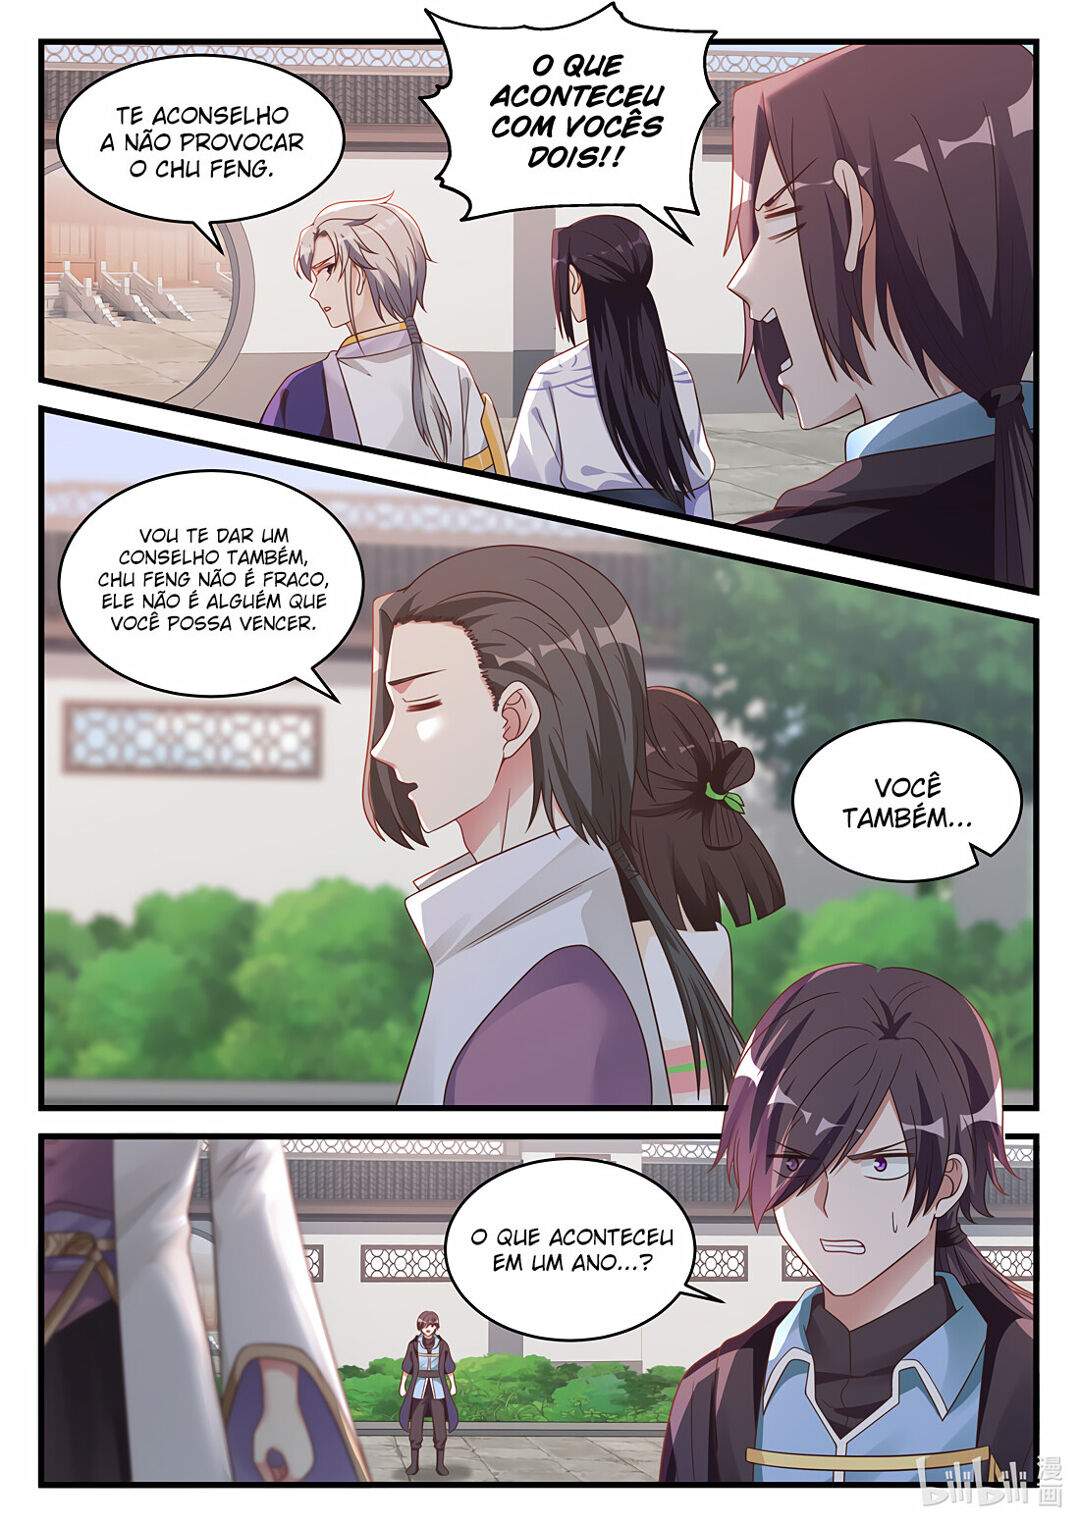 TE ACONSELHO
A NÃO PROVOCAR
O CHU FENG.
O QUE
ACONTECEU
COM VOCÊS
DOIS!!
VOU TE DAR UM
CONSELHO TAMBÉM,
CHU FENG NÃO É FRACO,
ELE NÃO É ALGUÉM QUE
VOCÊ POSSA VENCER.
VOCÊ
TAMBÉM...
O QUE ACONTECEU
EM UM ANO...?
bilibili 漫画